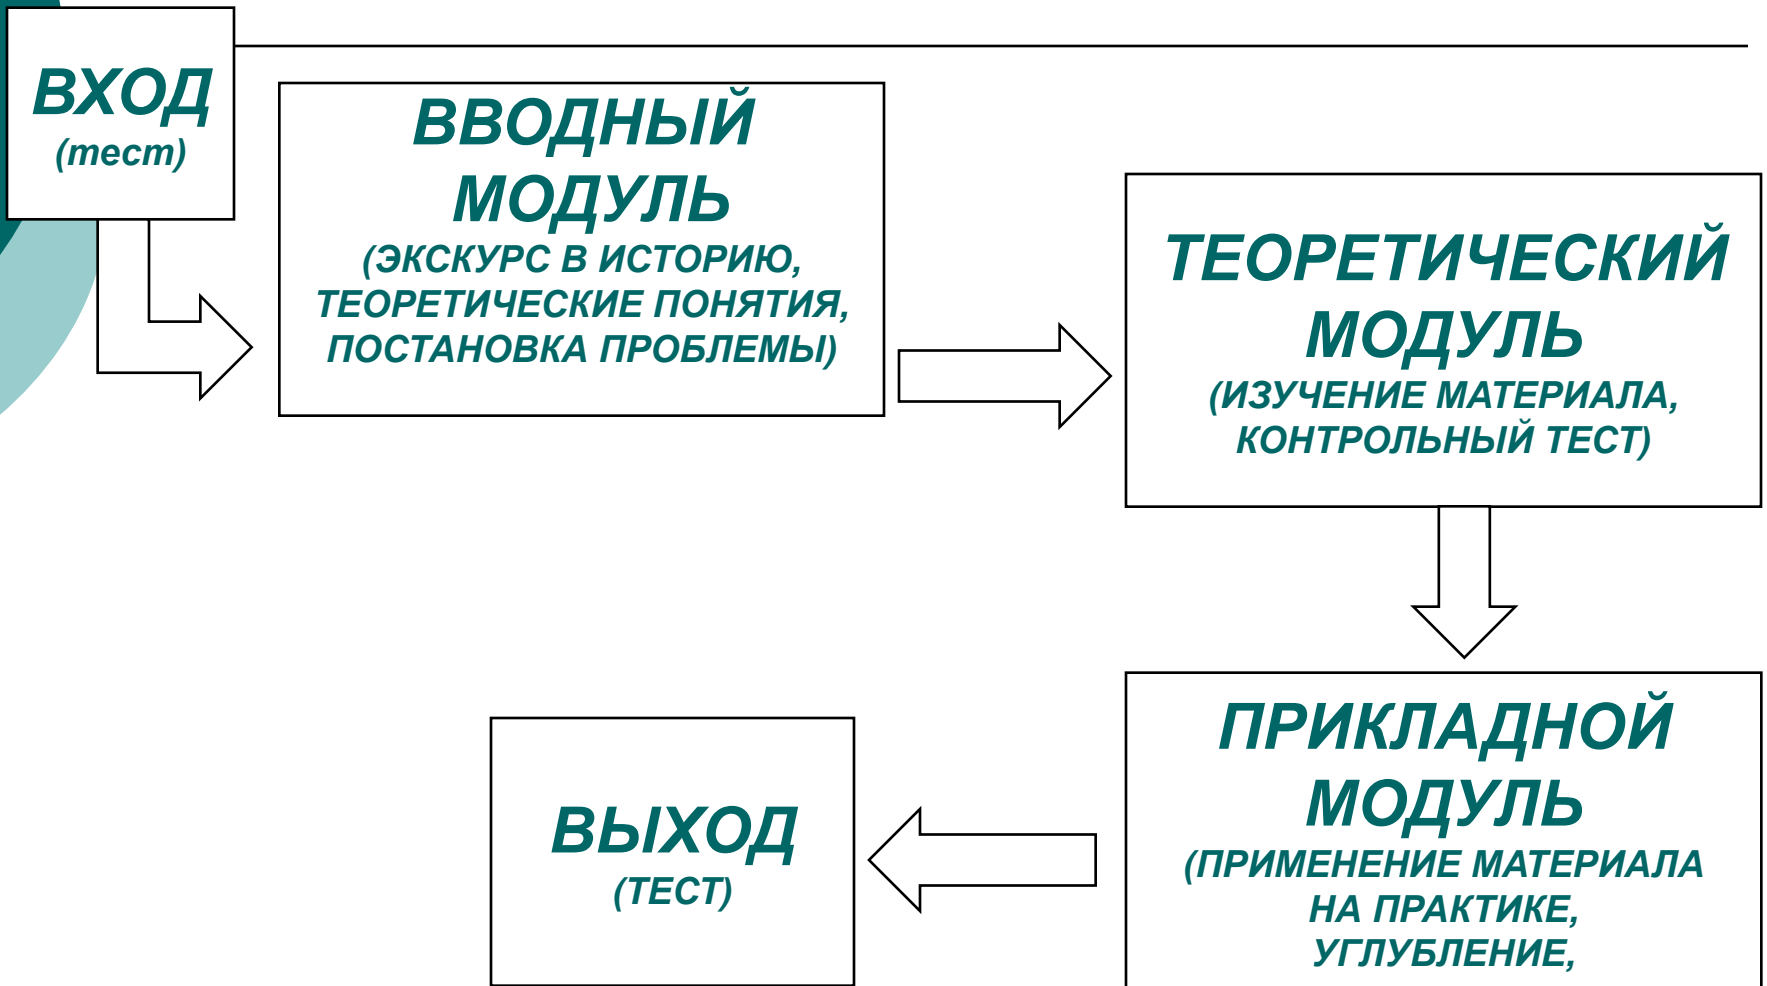 ВХОД
(тест)
ВВОДНЫЙ
МОДУЛЬ
(ЭКСКУРС В ИСТОРИЮ,
ТЕОРЕТИЧЕСКИЕ ПОНЯТИЯ,
ПОСТАНОВКА ПРОБЛЕМЫ)
ТЕОРЕТИЧЕСКИЙ
МОДУЛЬ
(ИЗУЧЕНИЕ МАТЕРИАЛА,
КОНТРОЛЬНЫЙ ТЕСТ)
ПРИКЛАДНОЙ
МОДУЛЬ
(ПРИМЕНЕНИЕ МАТЕРИАЛА
НА ПРАКТИКЕ,
УГЛУБЛЕНИЕ,
ВЫХОД
(ТЕСТ)